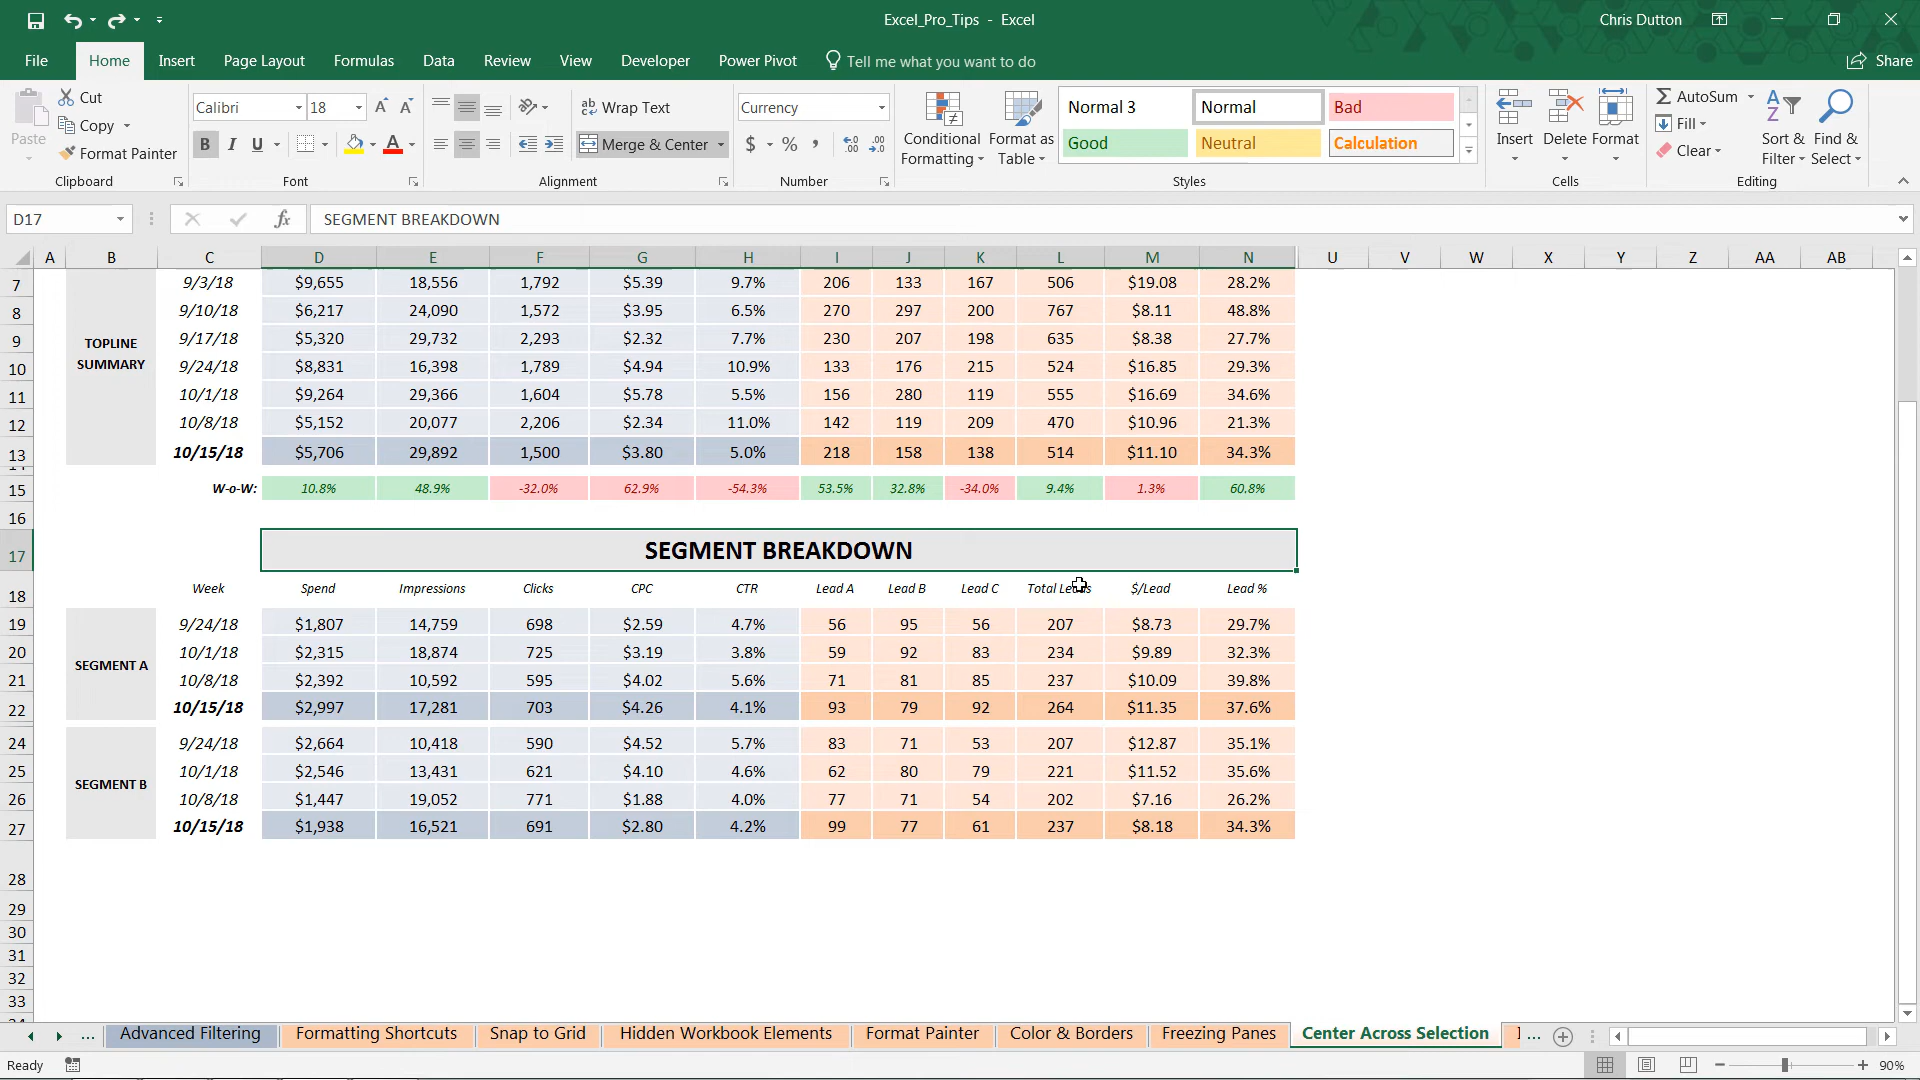 Excel_Pro_Tips - Excel
Chris Dutton
File Home Insert Page Layout Formulas Data Review View Developer Power Pivot Tell me what you want to do Share
Paste Cut Copy Format Painter Clipboard
Calibri 18 A A B I U A Font
Wrap Text Merge & Center Alignment
Currency $ % , Number
Conditional Formatting Format as Table
Normal 3 Normal Bad
Good Neutral Calculation
Styles
Insert Delete Format Cells
AutoSum Fill Clear Sort & Filter Find & Select Editing
D17 fx SEGMENT BREAKDOWN
A B C D E F G H I J K L M N U V W X Y Z AA AB
7 9/3/18 $9,655 18,556 1,792 $5.39 9.7% 206 133 167 506 $19.08 28.2%
8 9/10/18 $6,217 24,090 1,572 $3.95 6.5% 270 297 200 767 $8.11 48.8%
9 TOPLINE SUMMARY 9/17/18 $5,320 29,732 2,293 $2.32 7.7% 230 207 198 635 $8.38 27.7%
10 9/24/18 $8,831 16,398 1,789 $4.94 10.9% 133 176 215 524 $16.85 29.3%
11 10/1/18 $9,264 29,366 1,604 $5.78 5.5% 156 280 119 555 $16.69 34.6%
12 10/8/18 $5,152 20,077 2,206 $2.34 11.0% 142 119 209 470 $10.96 21.3%
13 10/15/18 $5,706 29,892 1,500 $3.80 5.0% 218 158 138 514 $11.10 34.3%
15 W-o-W: 10.8% 48.9% -32.0% 62.9% -54.3% 53.5% 32.8% -34.0% 9.4% 1.3% 60.8%
16
17 SEGMENT BREAKDOWN
18 Week Spend Impressions Clicks CPC CTR Lead A Lead B Lead C Total Leads $/Lead Lead %
19 9/24/18 $1,807 14,759 698 $2.59 4.7% 56 95 56 207 $8.73 29.7%
20 SEGMENT A 10/1/18 $2,315 18,874 725 $3.19 3.8% 59 92 83 234 $9.89 32.3%
21 10/8/18 $2,392 10,592 595 $4.02 5.6% 71 81 85 237 $10.09 39.8%
22 10/15/18 $2,997 17,281 703 $4.26 4.1% 93 79 92 264 $11.35 37.6%
24 9/24/18 $2,664 10,418 590 $4.52 5.7% 83 71 53 207 $12.87 35.1%
25 SEGMENT B 10/1/18 $2,546 13,431 621 $4.10 4.6% 62 80 79 221 $11.52 35.6%
26 10/8/18 $1,447 19,052 771 $1.88 4.0% 77 71 54 202 $7.16 26.2%
27 10/15/18 $1,938 16,521 691 $2.80 4.2% 99 77 61 237 $8.18 34.3%
28
29
30
31
32
33
... Advanced Filtering Formatting Shortcuts Snap to Grid Hidden Workbook Elements Format Painter Color & Borders Freezing Panes Center Across Selection ...
Ready 90%